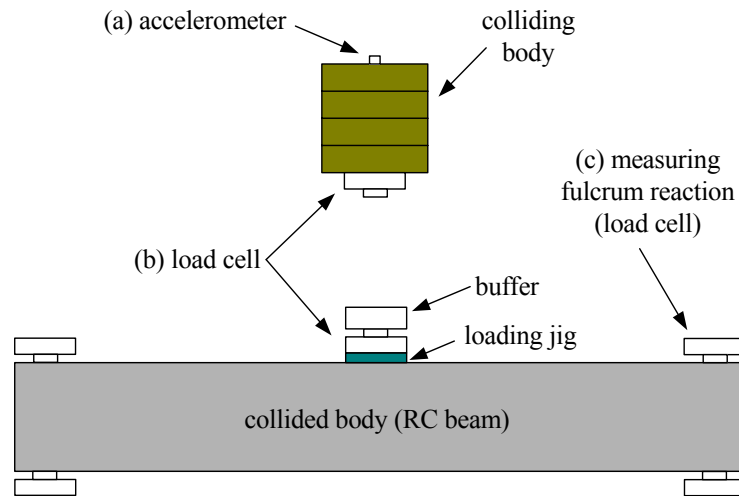 (a) accelerometer
colliding
body
(c) measuring
fulcrum reaction
(load cell)
(b) load cell
buffer
loading jig
collided body (RC beam)